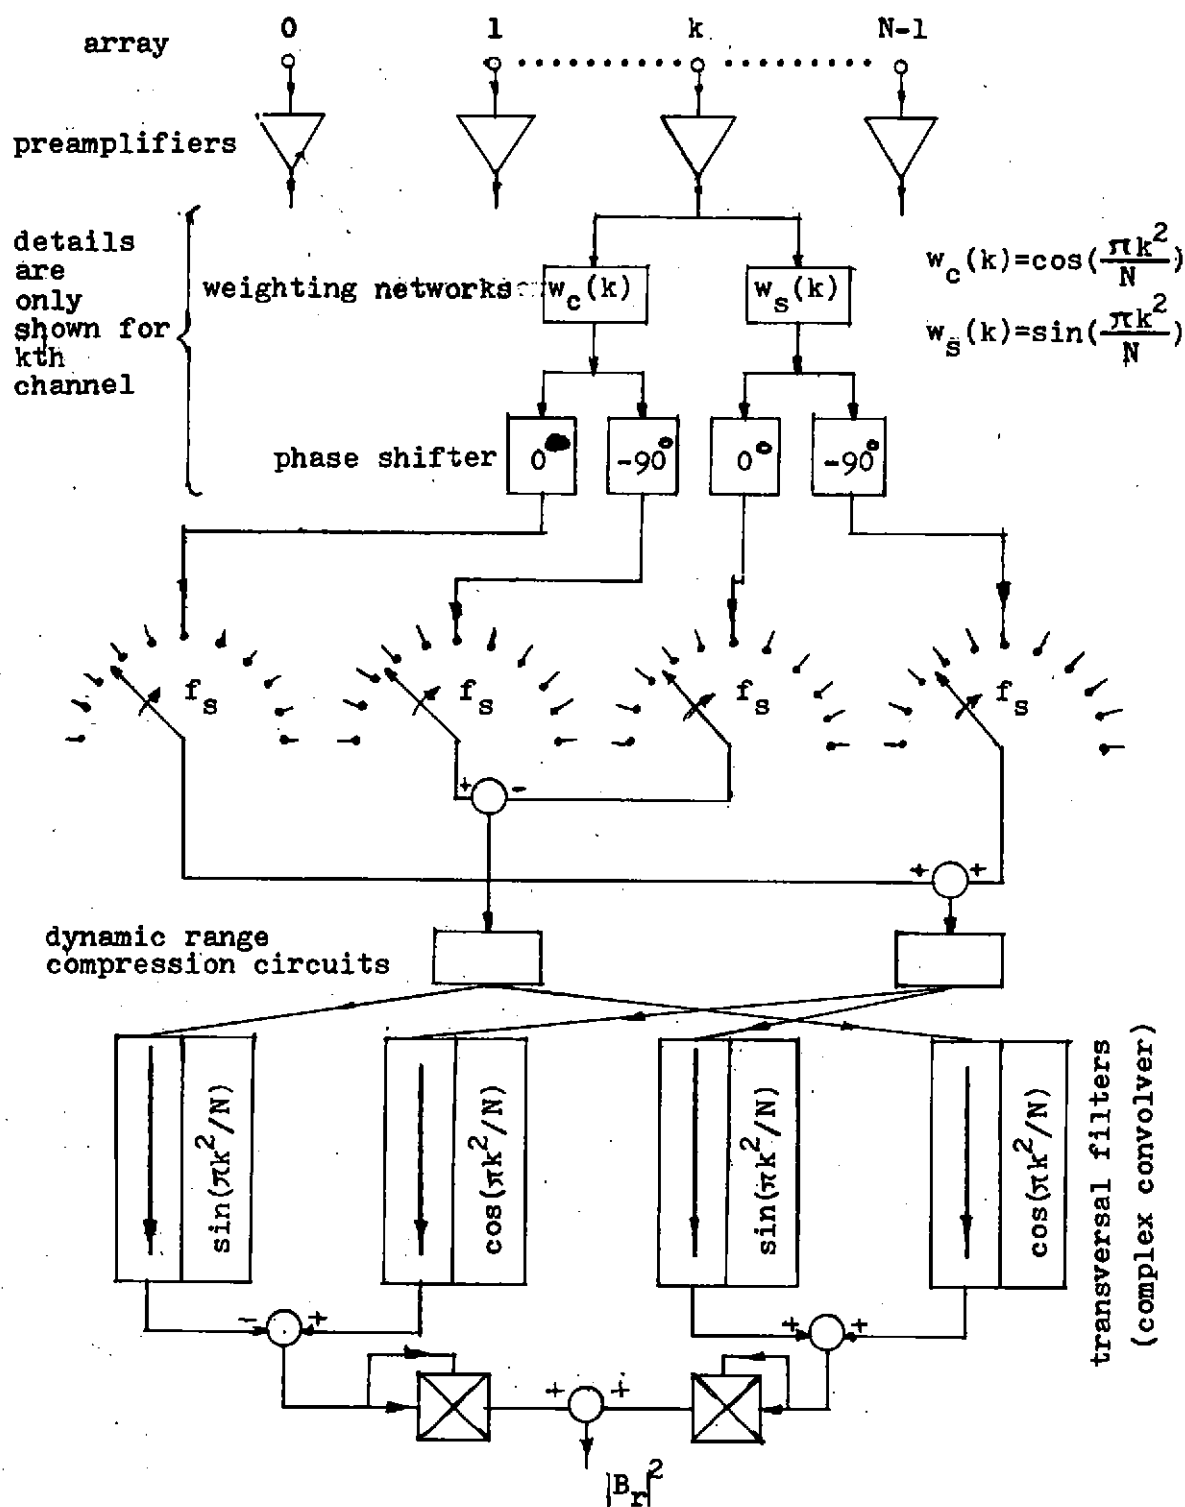 array 0 1 k N-1
preamplifiers
details
are
only
shown for
kth
channel
weighting networks w_c(k) w_s(k)
w_c(k)=cos(πk²/N)
w_s(k)=sin(πk²/N)
phase shifter 0° -90° 0° -90°
f_s f_s f_s f_s
+ -
+ +
dynamic range
compression circuits
sin(πk²/N) cos(πk²/N) sin(πk²/N) cos(πk²/N)
transversal filters
(complex convolver)
- + + +
+ +
|B_r|²